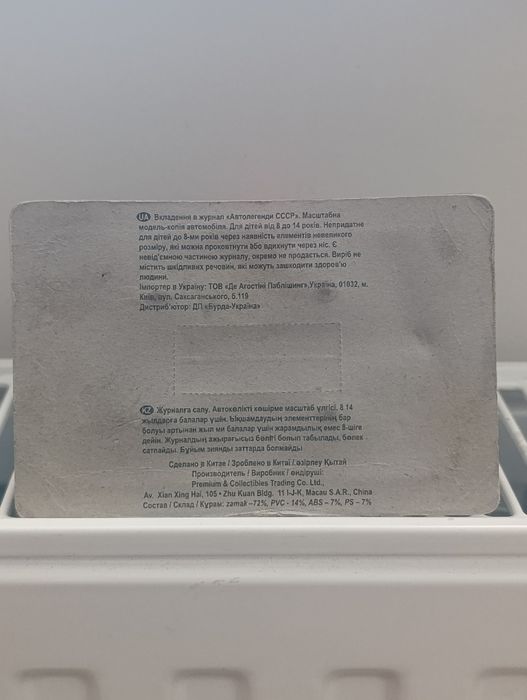 UA Вкладення в журнал «Автолегенди СССР». Масштабна
модель-копія автомобіля. Для дітей від 8 до 14 років. Непридатне
для дітей до 8-ми років через наявність елементів невеликого
розміру, які можна проковтнути або вдихнути через ніс. Є
невід'ємною частиною журналу, окремо не продається. Виріб не
містить шкідливих речовин, які можуть зашкодити здоров'ю
людини.
Імпортер в Україну: ТОВ «Де Агостіні Паблішинг», Україна, 01032, м.
Київ, вул. Саксаганського, б.119
Дистриб'ютор: ДП «Бурда-Україна»
KZ Журналға салу. Автокөлікті көшірме масштаб үлгісі, 8 14
жылдарға балалар үшін. Ықшамдаудың элементтерінің бар
болуы артынан жыл ми балалар үшін жарамдылық емес 8-шіге
дейін. Журналдың ажырағысыз бөлігі болып табылады, бөлек
сатпайды. Бұйым зиянды заттарда болмайды
Сделано в Китае / Зроблено в Китаї / әзірлеу Қытай
Производитель / Виробник / өндіруші:
Premium & Collectibles Trading Co. Ltd.,
Av. Xian Xing Hai, 105 • Zhu Kuan Bldg. 11 I-J-K, Macau S.A.R., China
Состав / Склад / Құрам: zamak –72%, PVC - 14%, ABS – 7%, PS – 7%